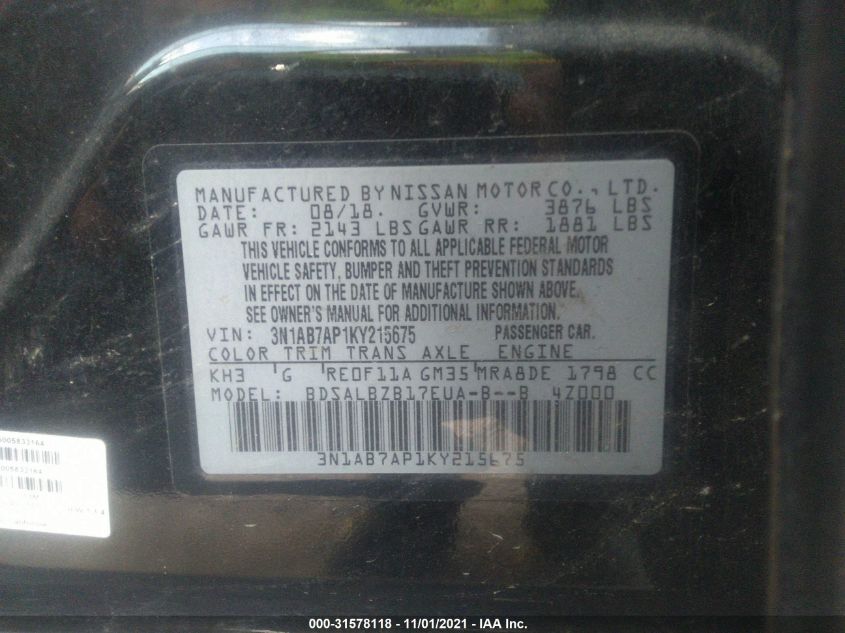 MANUFACTURED BY NISSAN MOTOR CO., LTD.
DATE: 08/18. GVWR: 3876 LBS
GAWR FR: 2143 LBS GAWR RR: 1881 LBS
THIS VEHICLE CONFORMS TO ALL APPLICABLE FEDERAL MOTOR
VEHICLE SAFETY, BUMPER AND THEFT PREVENTION STANDARDS
IN EFFECT ON THE DATE OF MANUFACTURE SHOWN ABOVE.
SEE OWNER'S MANUAL FOR ADDITIONAL INFORMATION.
VIN: 3N1AB7AP1KY215675 PASSENGER CAR.
COLOR TRIM TRANS AXLE ENGINE
KH3 'G 'RE0F11A GM35'MRA8DE 1798 CC
MODEL: BDSALBZB17EUA-B--B 4Z000
3N1AB7AP1KY215675
000-31578118 - 11/01/2021 - IAA Inc.